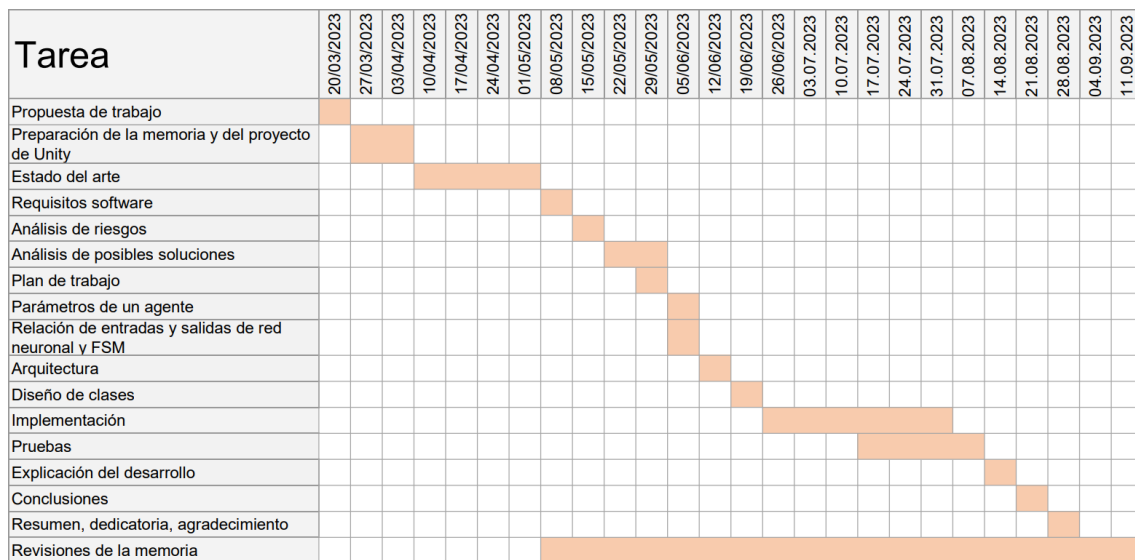 Tarea
20/03/2023
27/03/2023
03/04/2023
10/04/2023
17/04/2023
24/04/2023
01/05/2023
08/05/2023
15/05/2023
22/05/2023
29/05/2023
05/06/2023
12/06/2023
19/06/2023
26/06/2023
03.07.2023
10.07.2023
17.07.2023
24.07.2023
31.07.2023
07.08.2023
14.08.2023
21.08.2023
28.08.2023
04.09.2023
11.09.2023
Propuesta de trabajo
Preparación de la memoria y del proyecto
de Unity
Estado del arte
Requisitos software
Análisis de riesgos
Análisis de posibles soluciones
Plan de trabajo
Parámetros de un agente
Relación de entradas y salidas de red
neuronal y FSM
Arquitectura
Diseño de clases
Implementación
Pruebas
Explicación del desarrollo
Conclusiones
Resumen, dedicatoria, agradecimiento
Revisiones de la memoria